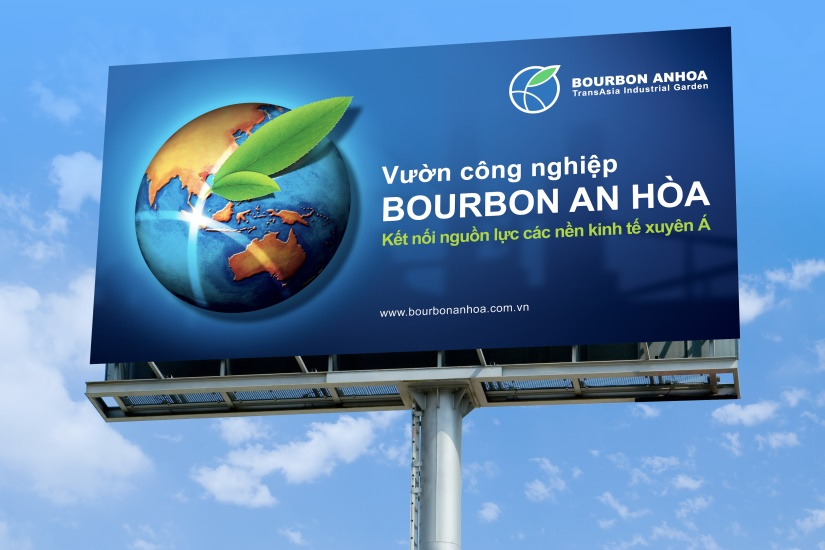 BOURBON ANHOA
TransAsia Industrial Garden
Vườn công nghiệp
BOURBON AN HÒA
Kết nối nguồn lực các nền kinh tế xuyên Á
www.bourbonanhoa.com.vn